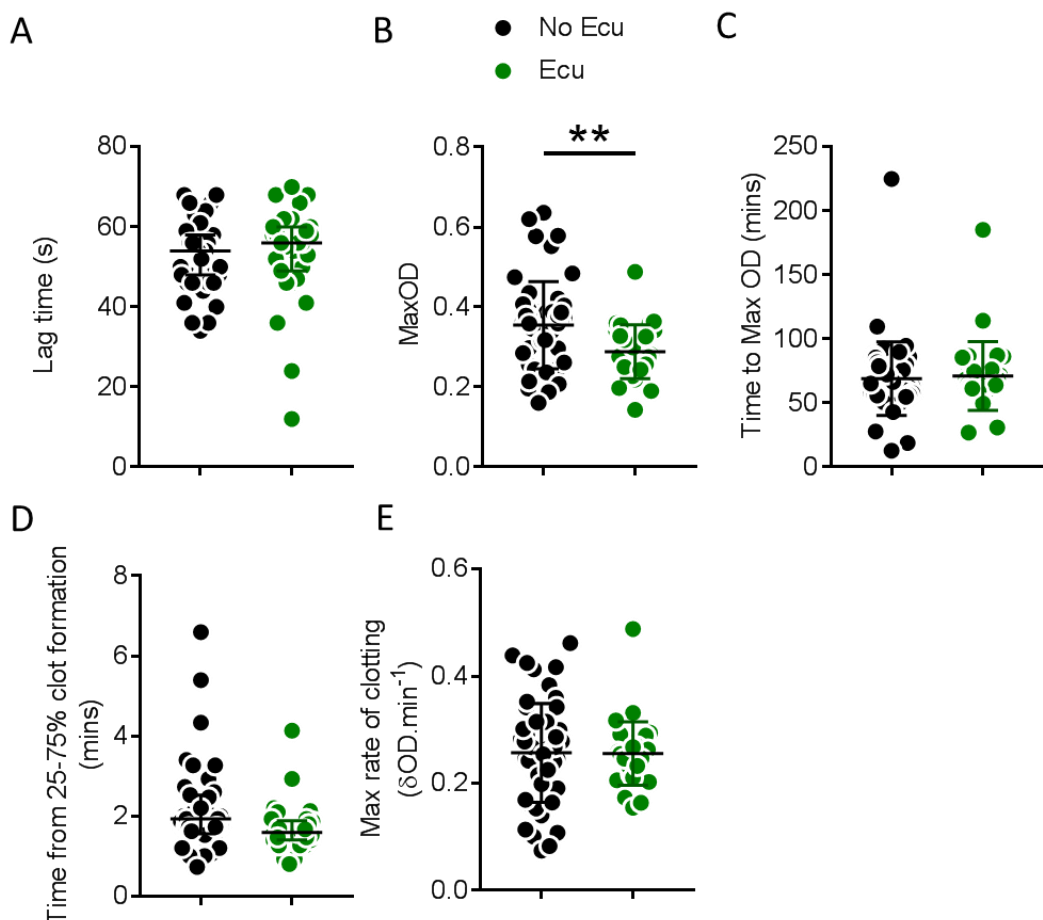 A
B
No Ecu
C
Ecu
**
80
60
40
20
0
Lag time (s)
0.8
0.6
0.4
0.2
0.0
MaxOD
250
200
150
100
50
0
Time to Max OD (mins)
D
E
8
6
4
2
0
Time from 25-75% clot formation
(mins)
0.6
0.4
0.2
0.0
Max rate of clotting
(δOD.min⁻¹)